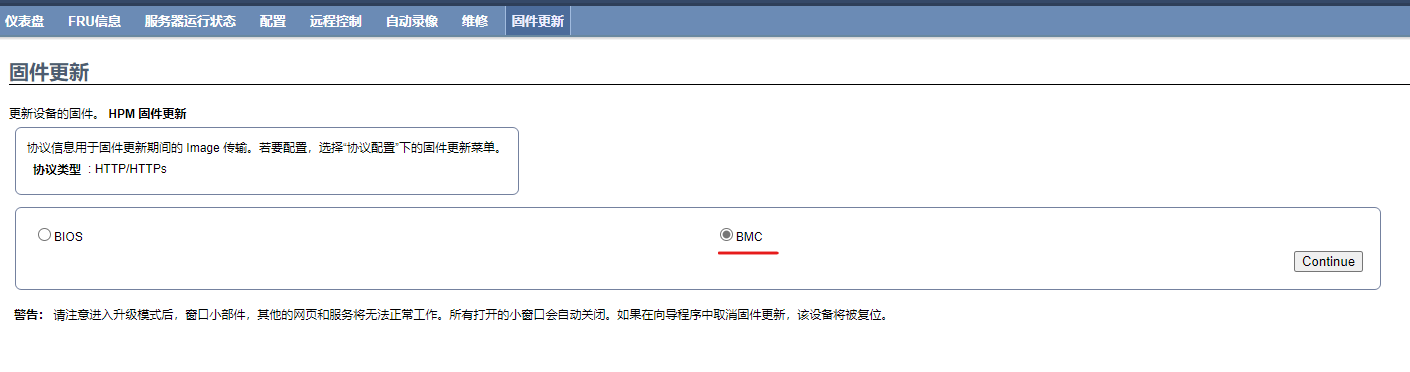 仪表盘 FRU信息 服务器运行状态 配置 远程控制 自动录像 维修 固件更新
固件更新
更新设备的固件。 HPM 固件更新
协议信息用于固件更新期间的 Image 传输。若要配置，选择“协议配置”下的固件更新菜单。
协议类型 : HTTP/HTTPs
BIOS BMC
Continue
警告： 请注意进入升级模式后，窗口小部件，其他的网页和服务将无法正常工作。所有打开的小窗口会自动关闭。如果在向导程序中取消固件更新，该设备将被复位。